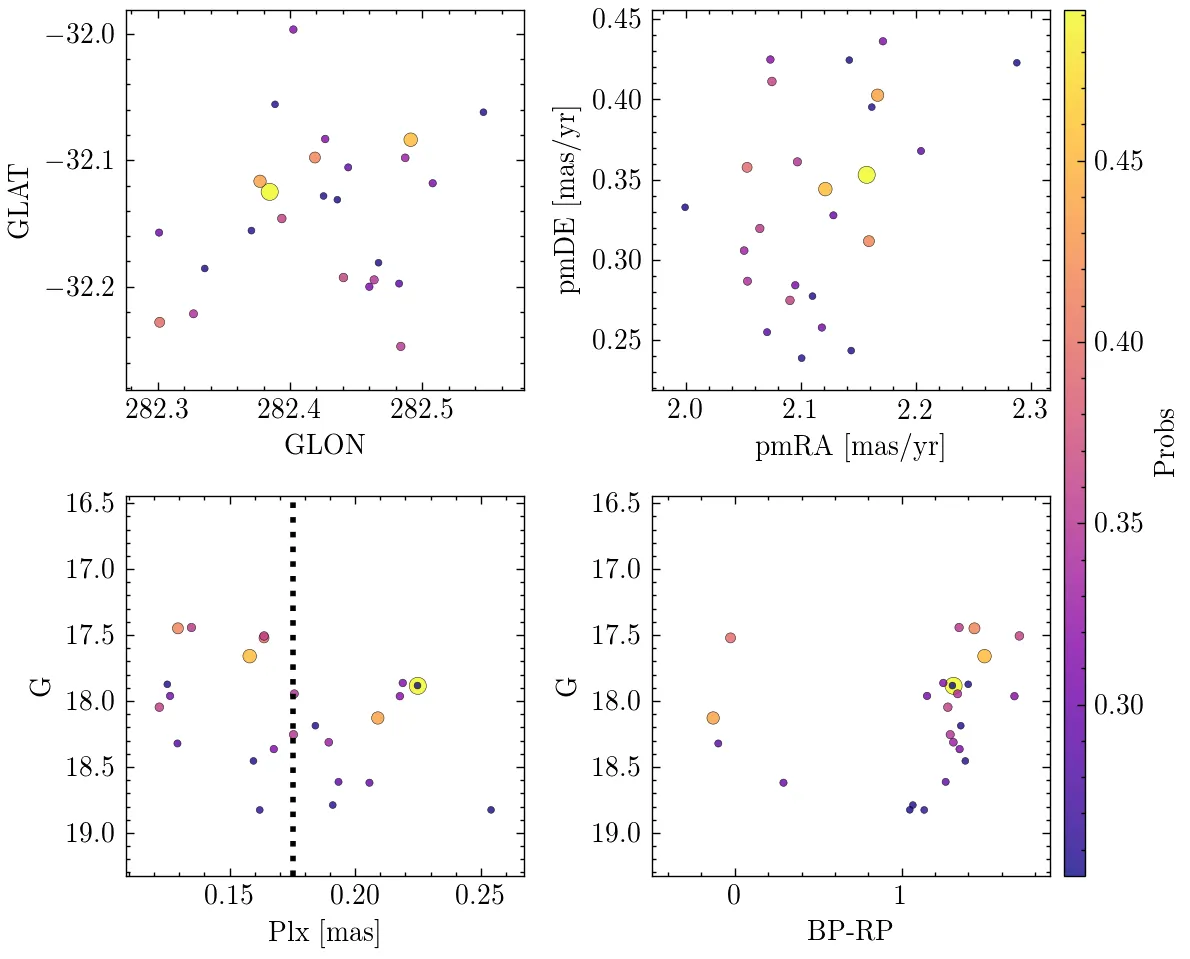 −32.0
−32.1
−32.2
GLAT
282.3 282.4 282.5
GLON
0.45
0.40
0.35
0.30
0.25
pmDE [mas/yr]
2.0 2.1 2.2 2.3
pmRA [mas/yr]
16.5
17.0
17.5
18.0
18.5
19.0
G
0.15 0.20 0.25
Plx [mas]
16.5
17.0
17.5
18.0
18.5
19.0
G
0 1
BP-RP
0.45
0.40
0.35
0.30
Probs